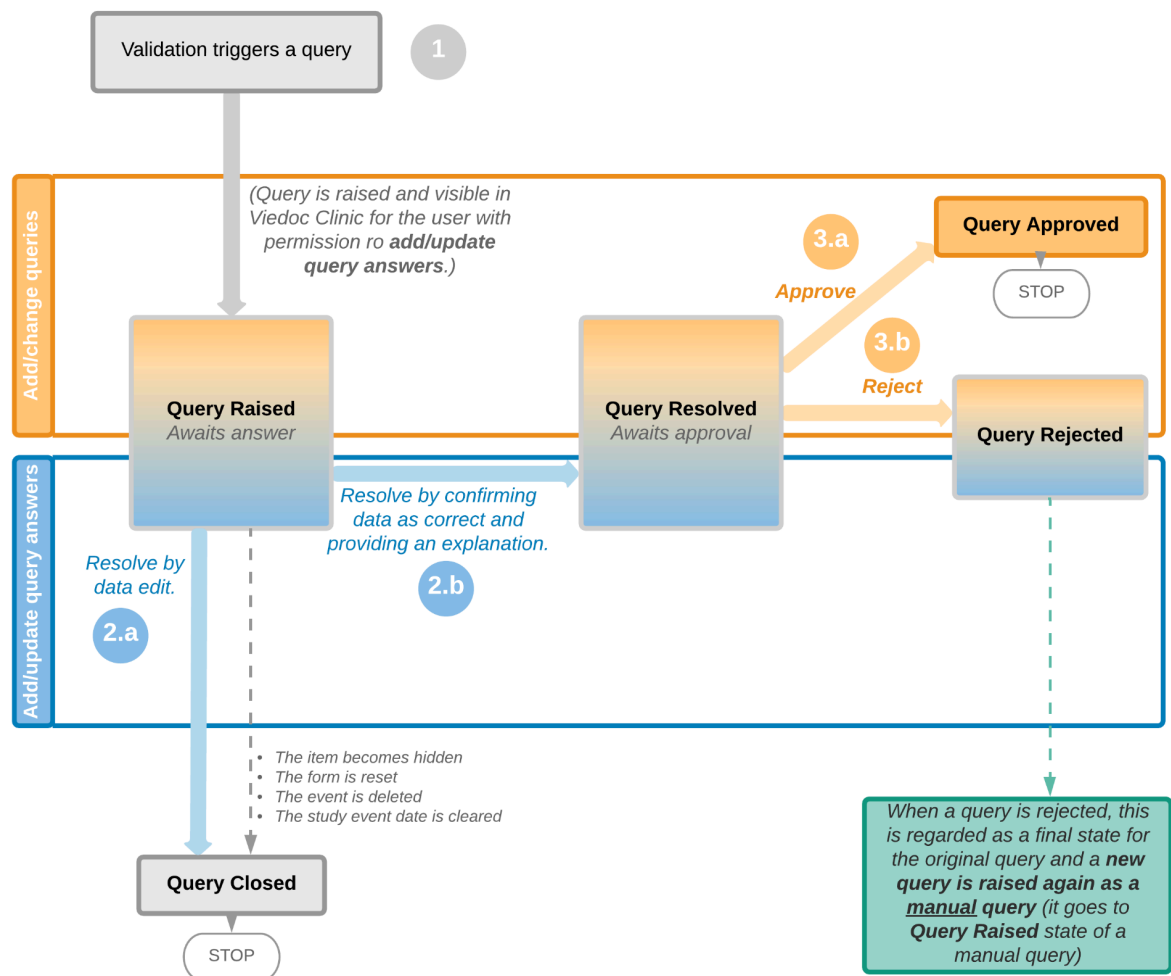 Validation triggers a query
1
Add/change queries
(Query is raised and visible in
Viedoc Clinic for the user with
permission ro add/update
query answers.)
3.a
Approve
Query Approved
STOP
3.b
Reject
Query Raised
Awaits answer
Query Resolved
Awaits approval
Query Rejected
Add/update query answers
Resolve by confirming
data as correct and
providing an explanation.
2.b
Resolve by
data edit.
2.a
• The item becomes hidden
• The form is reset
• The event is deleted
• The study event date is cleared
Query Closed
STOP
When a query is rejected, this
is regarded as a final state for
the original query and a new
query is raised again as a
manual query (it goes to
Query Raised state of a
manual query)